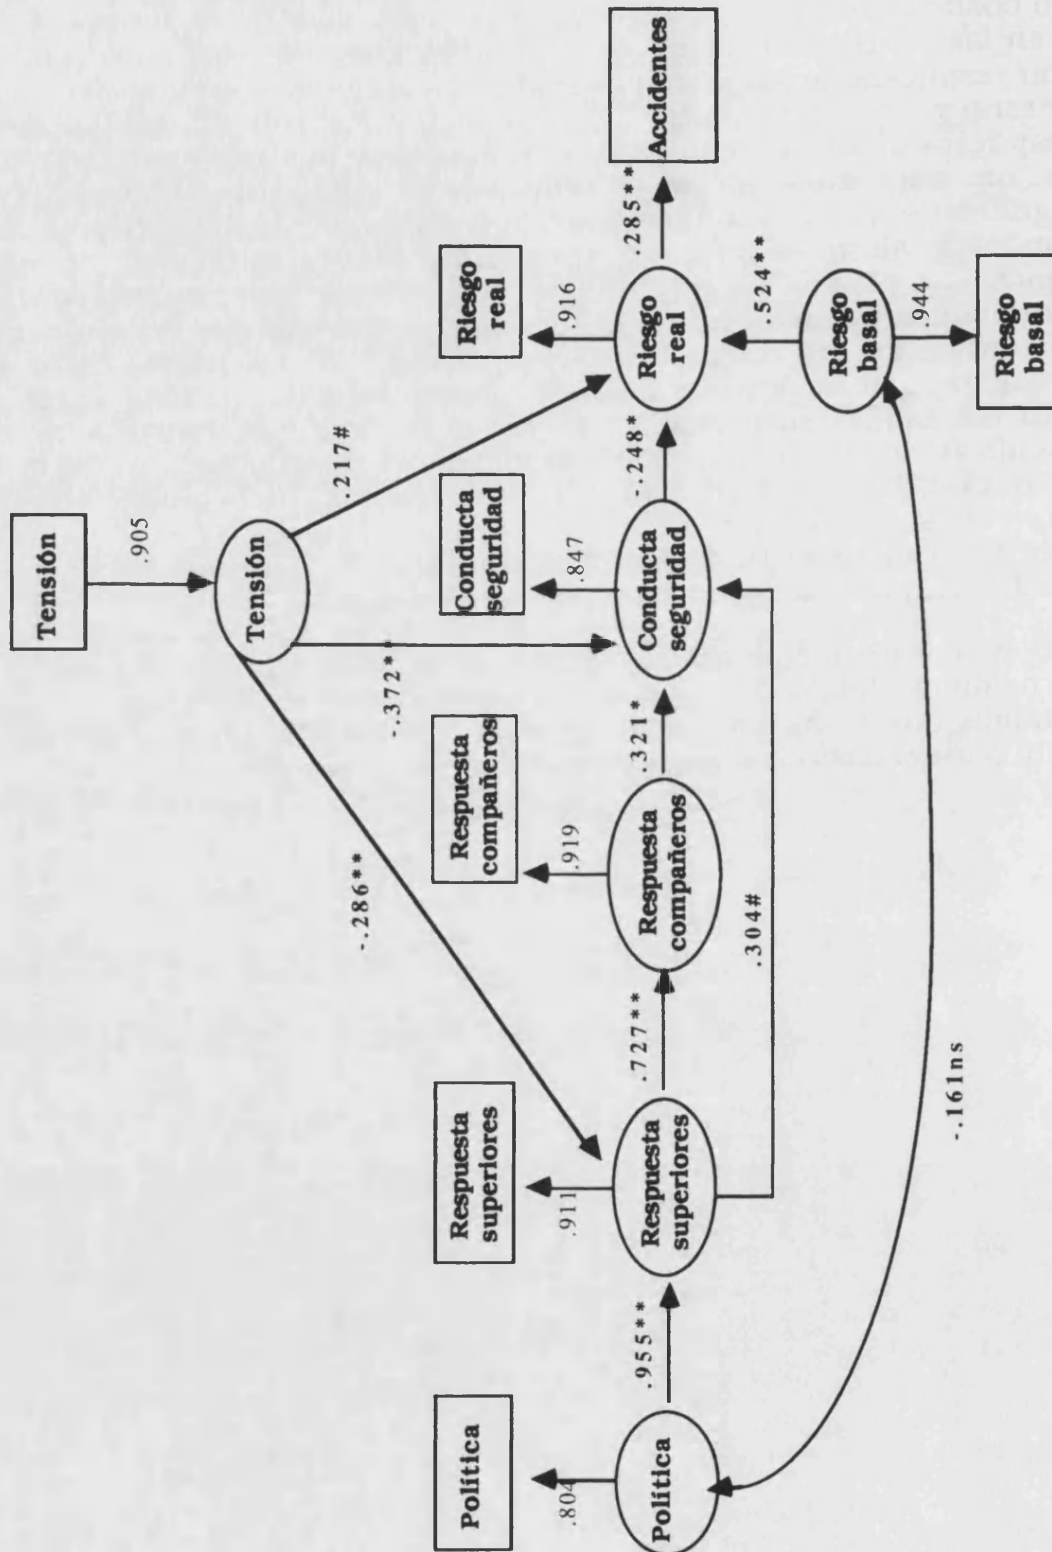 Tensión
.905
Tensión
-.286**
-.372**
.217#
Política
Respuesta
superiores
Respuesta
compañeros
Conducta
seguridad
Riesgo
real
.804
.911
.919
.847
.916
Política
.955**
Respuesta
superiores
.727**
Respuesta
compañeros
.321*
Conducta
seguridad
-.248*
Riesgo
real
.285**
Accidentes
.304#
.524**
Riesgo
basal
.944
-.161ns
Riesgo
basal